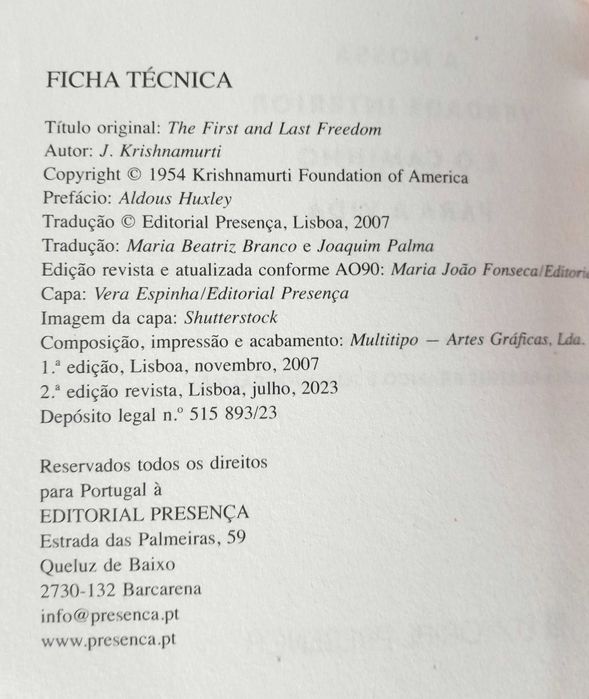 FICHA TÉCNICA
Título original: The First and Last Freedom
Autor: J. Krishnamurti
Copyright © 1954 Krishnamurti Foundation of America
Prefácio: Aldous Huxley
Tradução © Editorial Presença, Lisboa, 2007
Tradução: Maria Beatriz Branco e Joaquim Palma
Edição revista e atualizada conforme AO90: Maria João Fonseca/Editoria
Capa: Vera Espinha/Editorial Presença
Imagem da capa: Shutterstock
Composição, impressão e acabamento: Multitipo — Artes Gráficas, Lda.
1.ª edição, Lisboa, novembro, 2007
2.ª edição revista, Lisboa, julho, 2023
Depósito legal n.º 515 893/23
Reservados todos os direitos
para Portugal à
EDITORIAL PRESENÇA
Estrada das Palmeiras, 59
Queluz de Baixo
2730-132 Barcarena
info@presenca.pt
www.presenca.pt